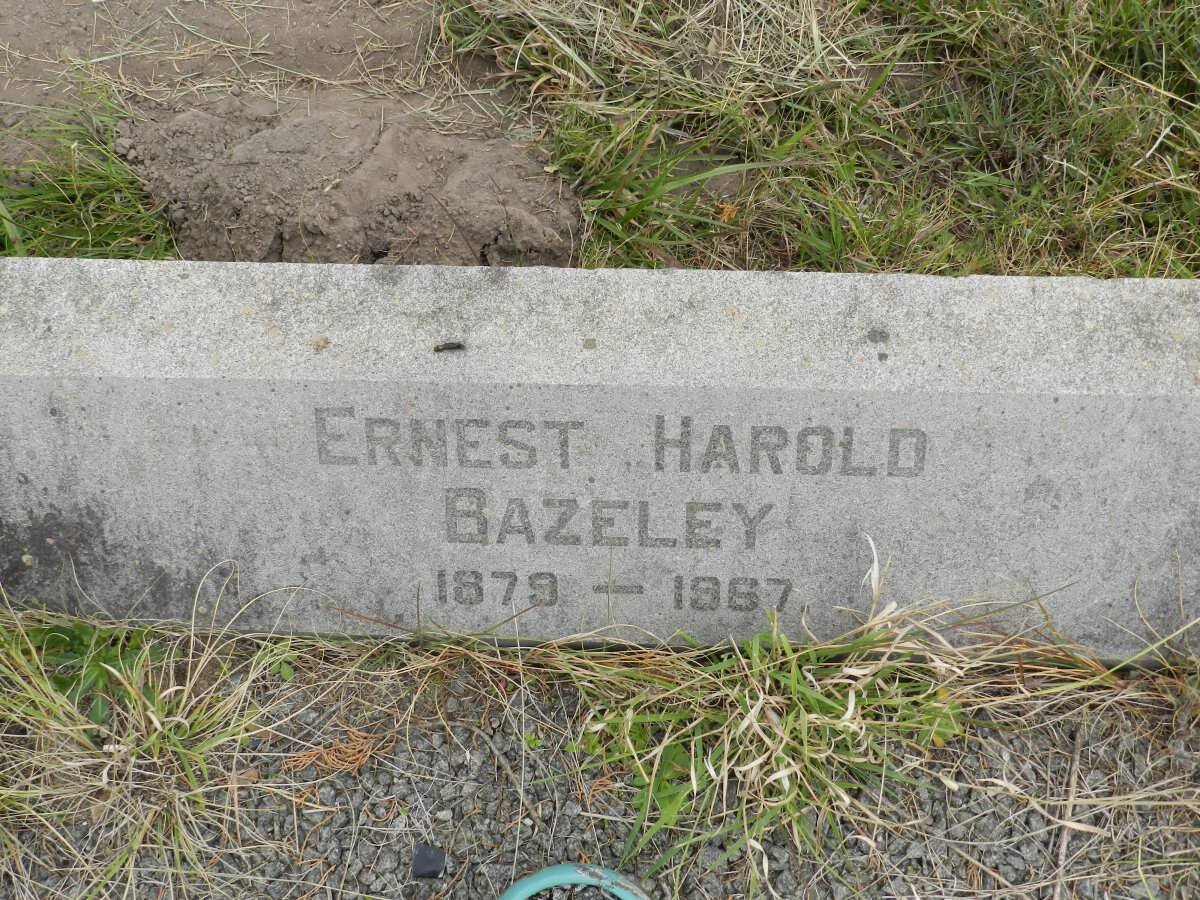 ERNEST HAROLD
BAZELEY
1879 — 1967